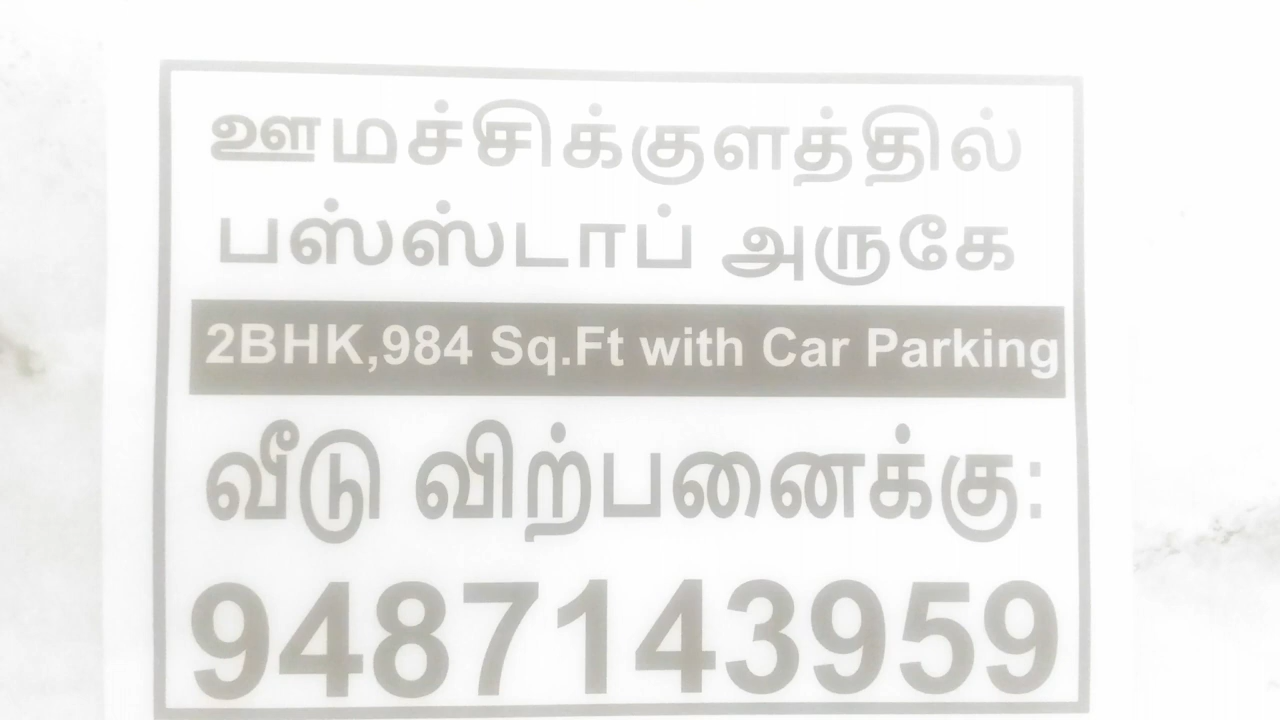 ஊமச்சிக்குளத்தில்
பஸ்ஸ்டாப் அருகே
2BHK,984 Sq.Ft with Car Parking
வீடு விற்பனைக்கு:
9487143959